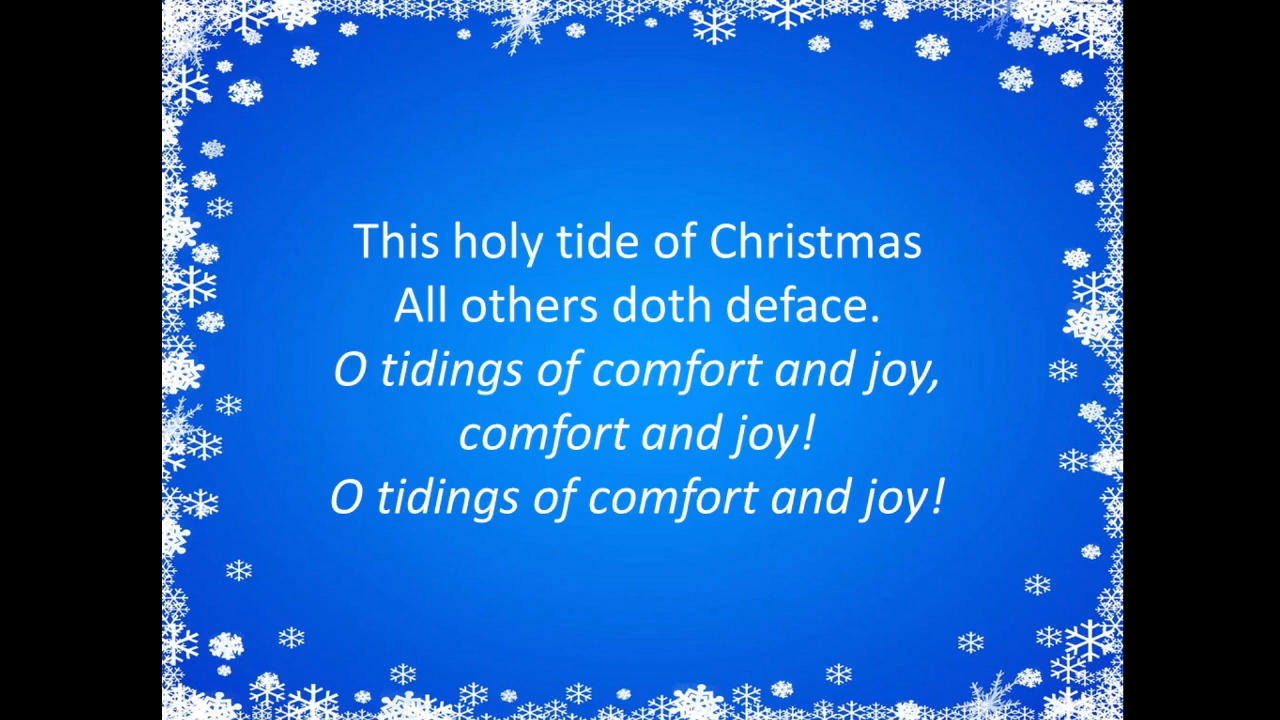 This holy tide of Christmas
All others doth deface.
O tidings of comfort and joy,
comfort and joy!
O tidings of comfort and joy!